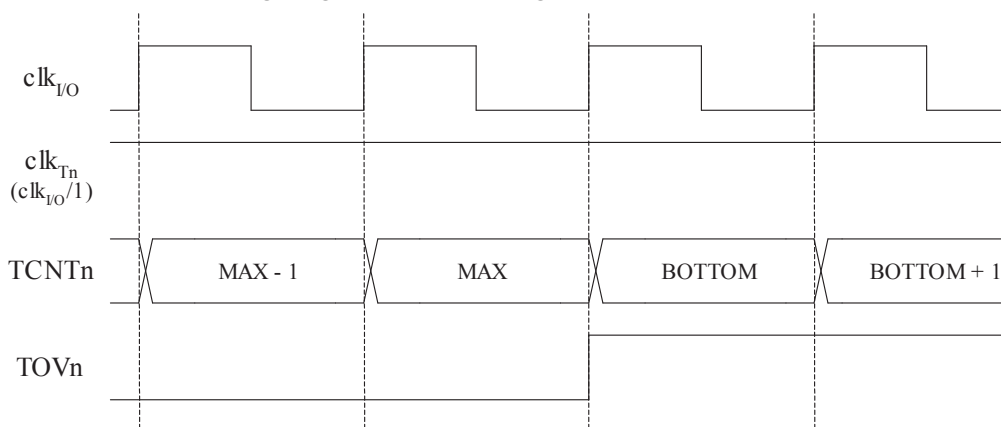 clk_I/O
clk_Tn
(clk_I/O/1)
TCNTn
MAX - 1
MAX
BOTTOM
BOTTOM + 1
TOVn